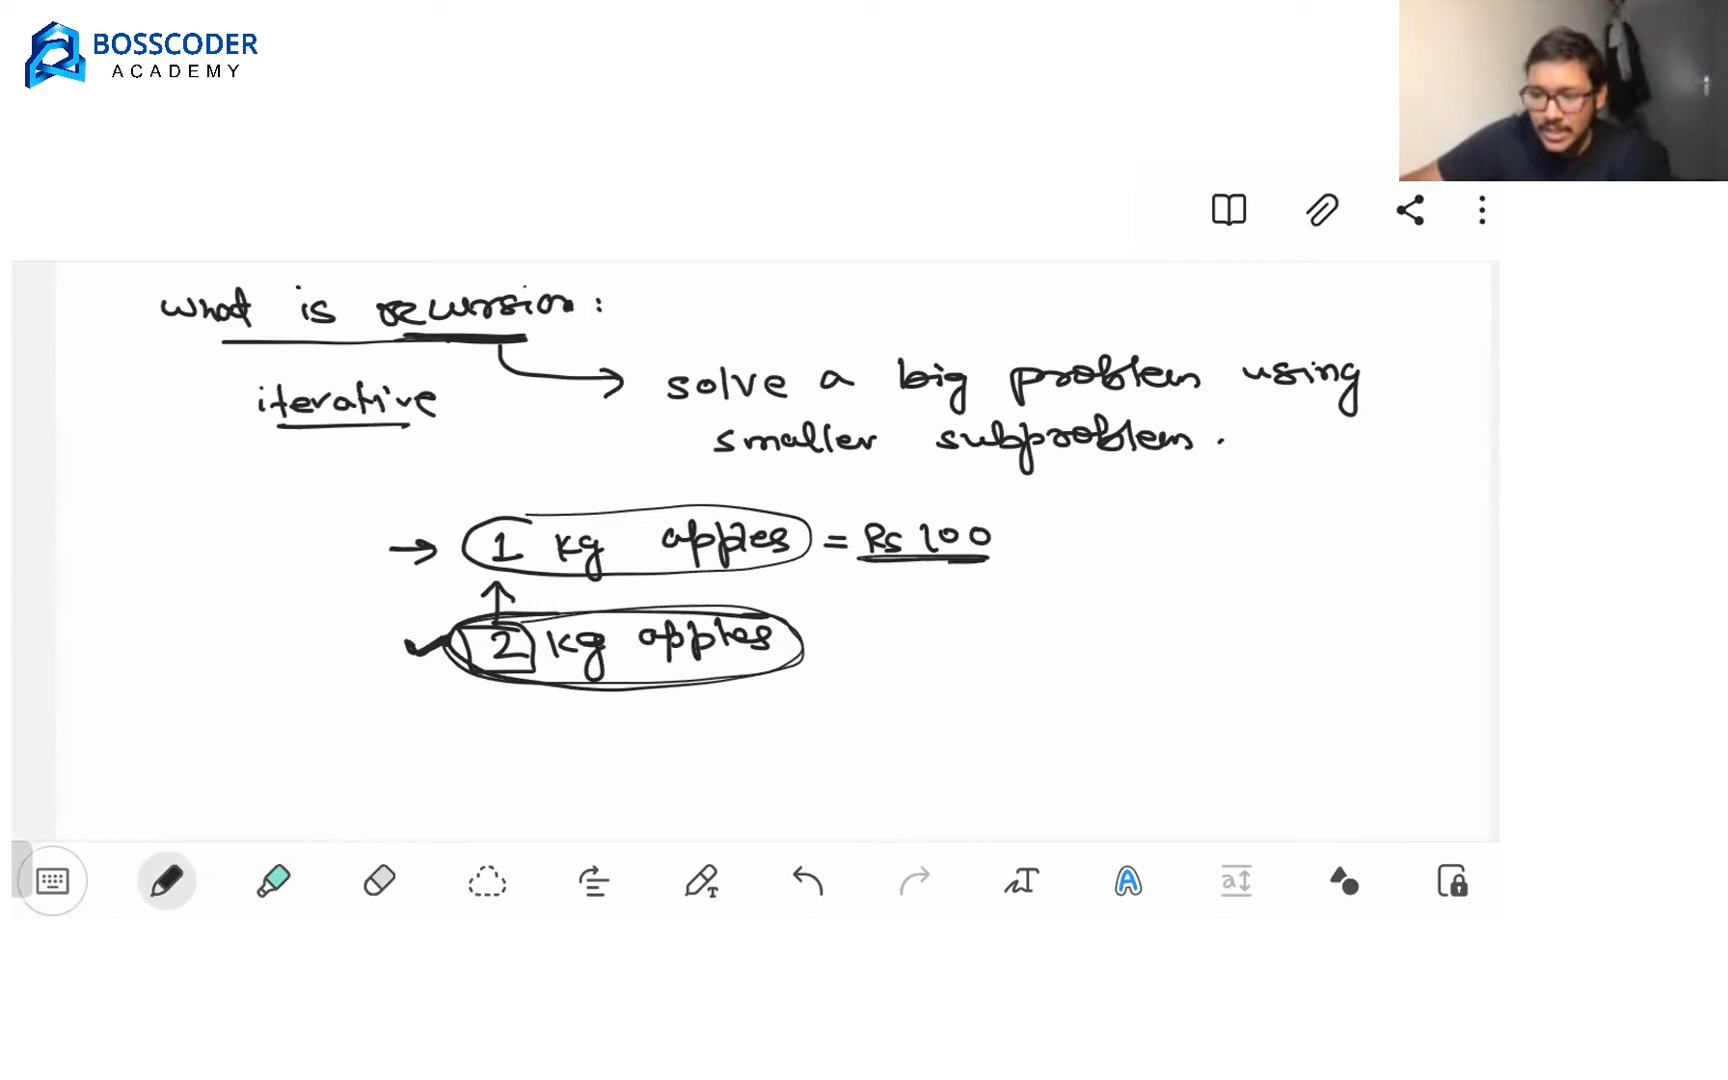 BOSSCODER
ACADEMY
what is recursion:
iterative
→ solve a big problem using
smaller subproblem.
→ 1 kg apples = Rs 100
↑
✓ 2 kg apples
T
T
A
a↕